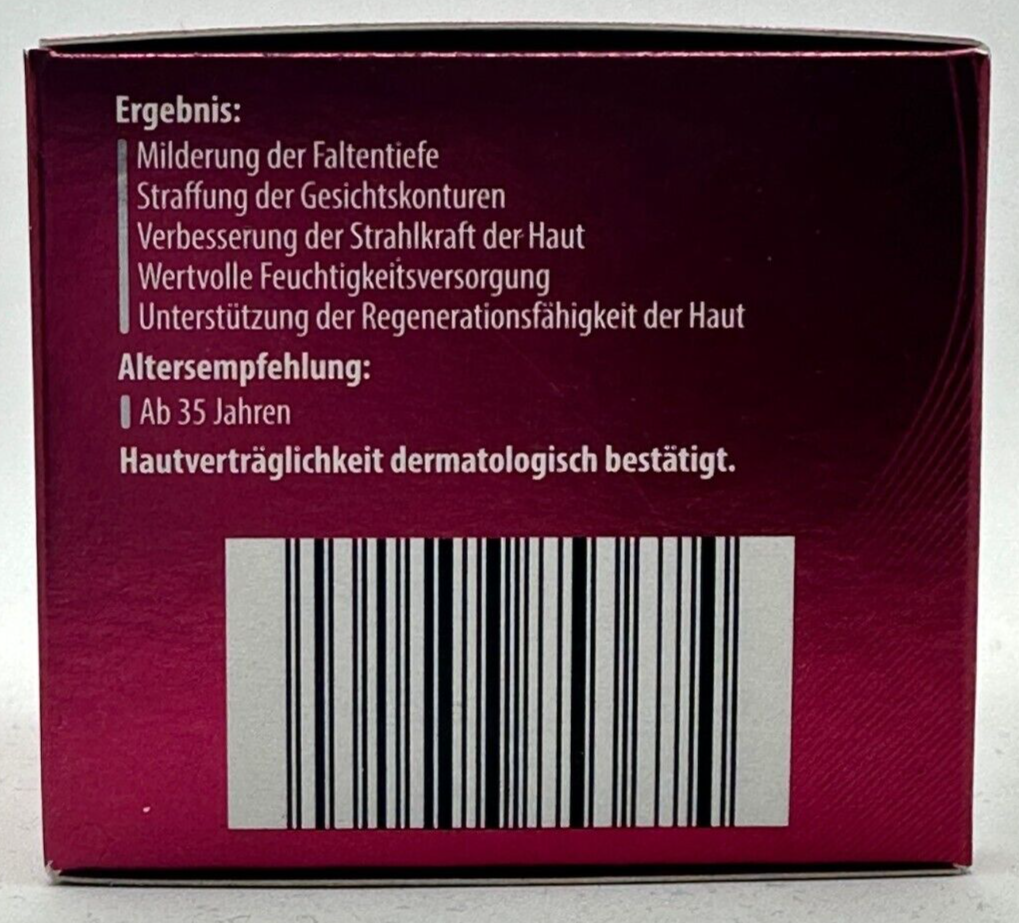 Ergebnis:
Milderung der Faltentiefe
Straffung der Gesichtskonturen
Verbesserung der Strahlkraft der Haut
Wertvolle Feuchtigkeitsversorgung
Unterstützung der Regenerationsfähigkeit der Haut
Altersempfehlung:
Ab 35 Jahren
Hautverträglichkeit dermatologisch bestätigt.